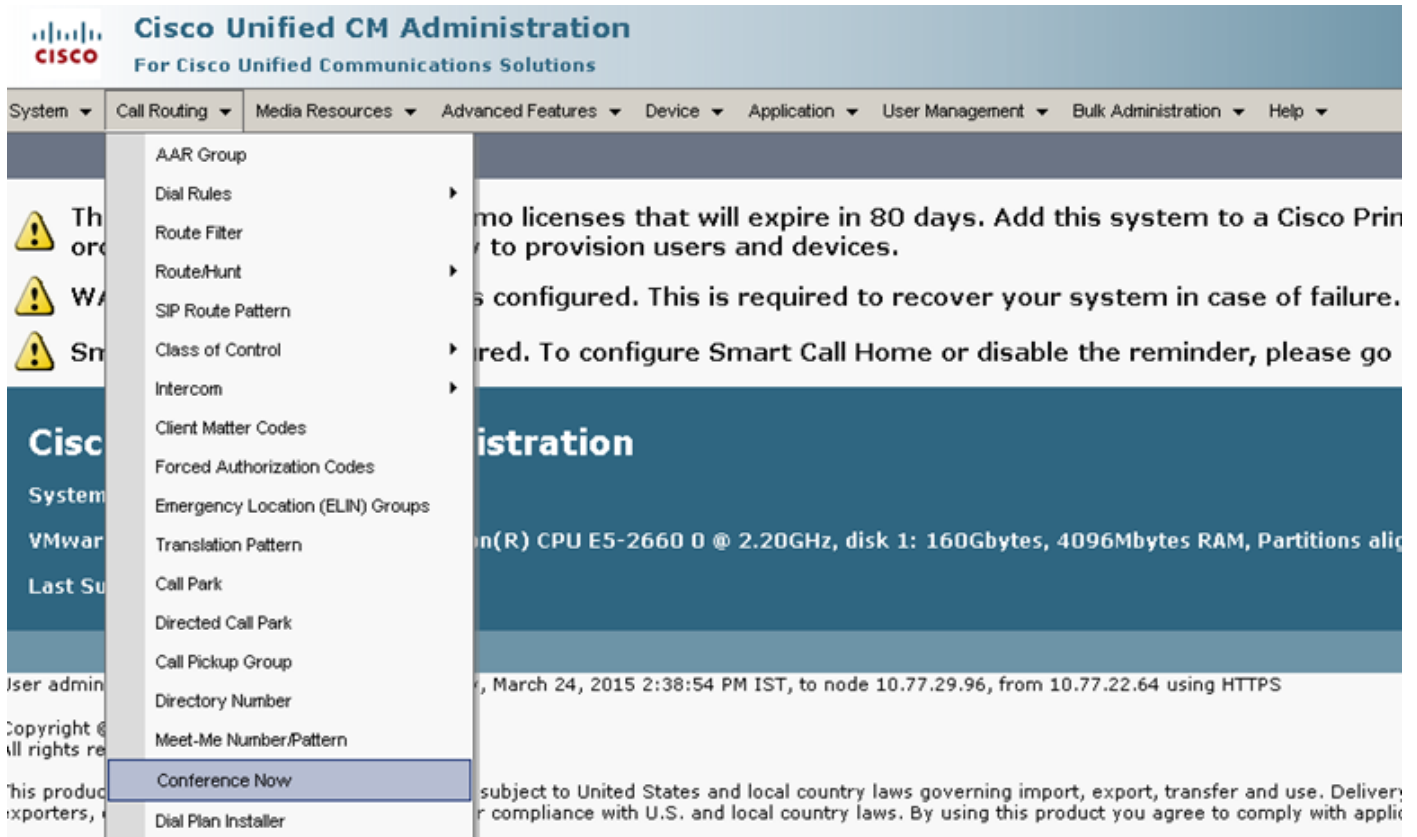 CISCO
Cisco Unified CM Administration
For Cisco Unified Communications Solutions
System Call Routing Media Resources Advanced Features Device Application User Management Bulk Administration Help
AAR Group
Dial Rules
Route Filter
Route/Hunt
SIP Route Pattern
Class of Control
Intercom
Client Matter Codes
Forced Authorization Codes
Emergency Location (ELIN) Groups
Translation Pattern
Call Park
Directed Call Park
Call Pickup Group
Directory Number
Meet-Me Number/Pattern
Conference Now
Dial Plan Installer
Th mo licenses that will expire in 80 days. Add this system to a Cisco Prim
ord to provision users and devices.
WA s configured. This is required to recover your system in case of failure.
Sm red. To configure Smart Call Home or disable the reminder, please go
Cisc istration
System
VMwar n(R) CPU E5-2660 0 @ 2.20GHz, disk 1: 160Gbytes, 4096Mbytes RAM, Partitions alig
Last Su
User admin , March 24, 2015 2:38:54 PM IST, to node 10.77.29.96, from 10.77.22.64 using HTTPS
Copyright ©
All rights re
This produc subject to United States and local country laws governing import, export, transfer and use. Delivery
exporters, r compliance with U.S. and local country laws. By using this product you agree to comply with applic